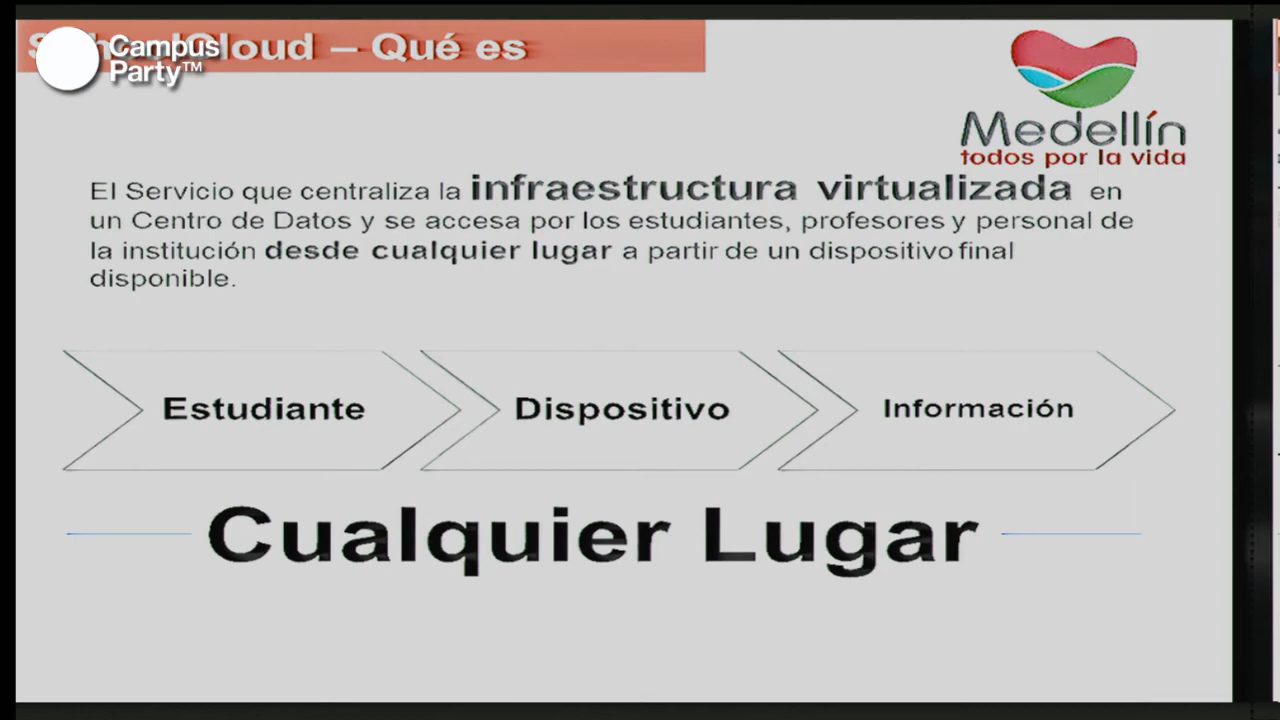 Cloud – Qué es
Campus
Party™
Medellín
todos por la vida
El Servicio que centraliza la infraestructura virtualizada en
un Centro de Datos y se accesa por los estudiantes, profesores y personal de
la institución desde cualquier lugar a partir de un dispositivo final
disponible.
Estudiante
Dispositivo
Información
Cualquier Lugar